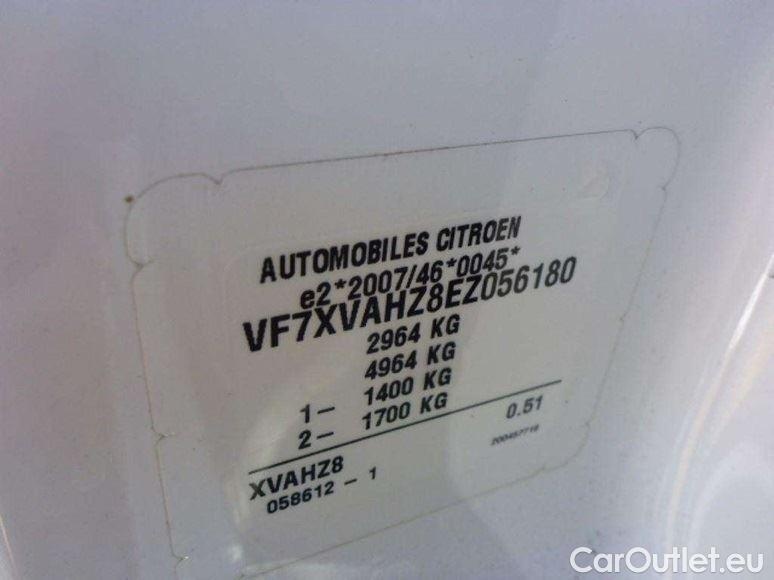 AUTOMOBILES CITROEN
e2*2007/46*0045*
VF7XVAHZ8EZ056180
2964 KG
4964 KG
1- 1400 KG
2- 1700 KG 0.51
XVAHZ8 200457718
058612 - 1
CarOutlet.eu